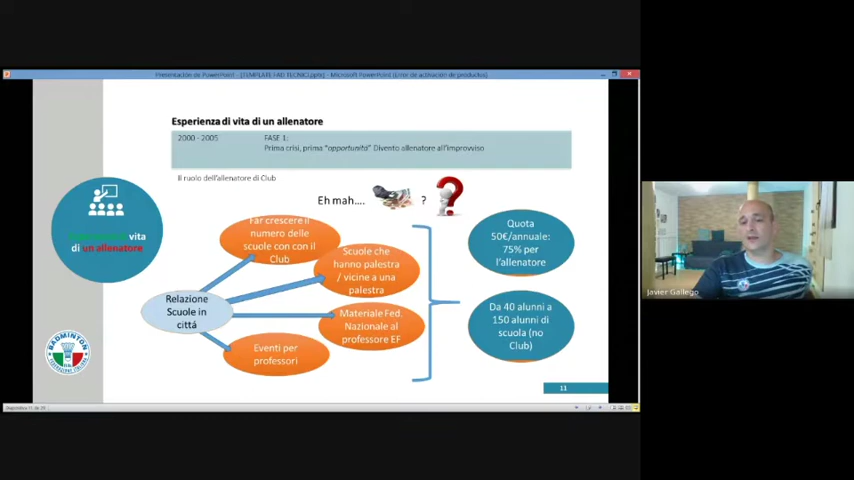 Presentación de PowerPoint - [TEMPLATE FAD TECNICI.pptx] - Microsoft PowerPoint (Error de activación de productos)
Esperienza di vita di un allenatore
2000 - 2005 FASE 1:
Prima crisi, prima "opportunità" Divento allenatore all'improvviso
Il ruolo dell'allenatore di Club
Eh mah.... ?
vita
di un allenatore
Far crescere il
numero delle
scuole con con il
Club
Scuole che
hanno palestra
/ vicine a una
palestra
Relazione
Scuole in
cittá
Materiale Fed.
Nazionale al
professore EF
Eventi per
professori
Quota
50€/annuale:
75% per
l'allenatore
Da 40 alunni a
150 alunni di
scuola (no
Club)
BADMINTON
11
Javier Gallego